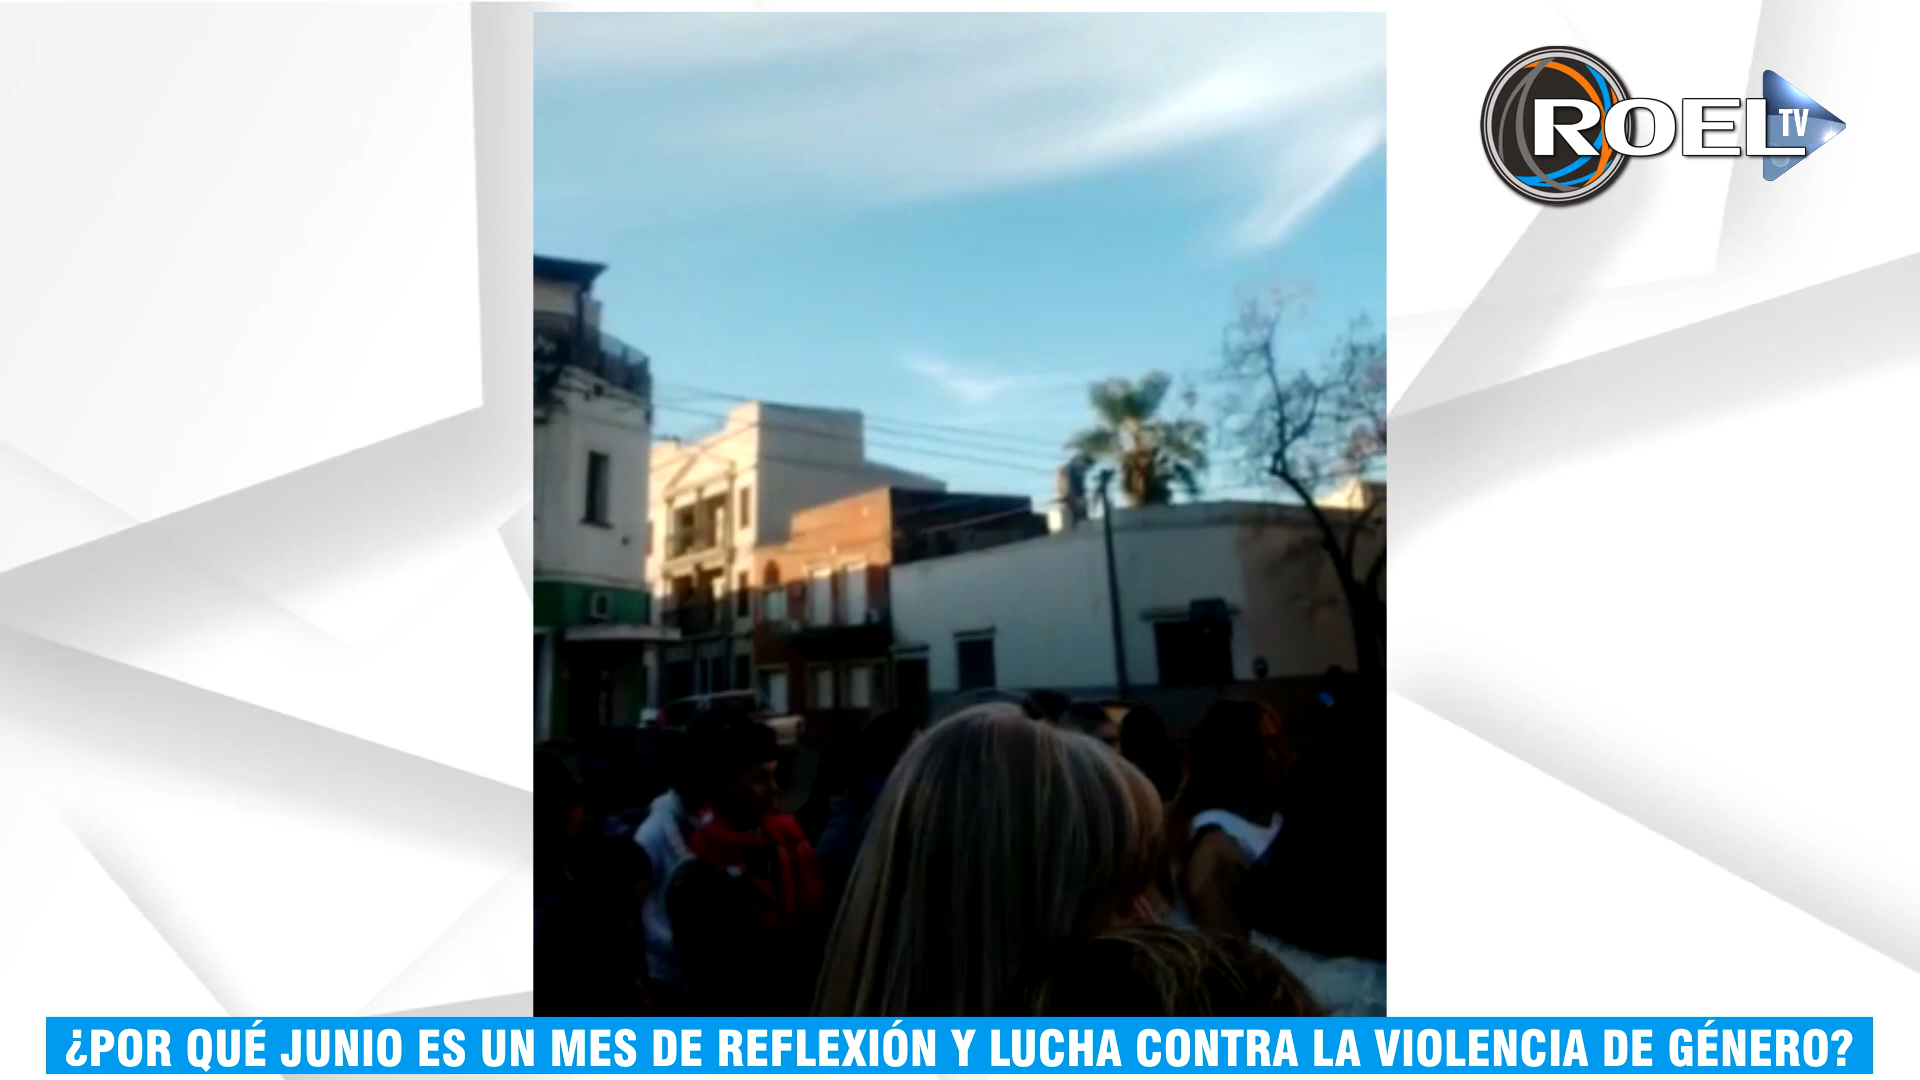 ROEL TV
¿POR QUÉ JUNIO ES UN MES DE REFLEXIÓN Y LUCHA CONTRA LA VIOLENCIA DE GÉNERO?